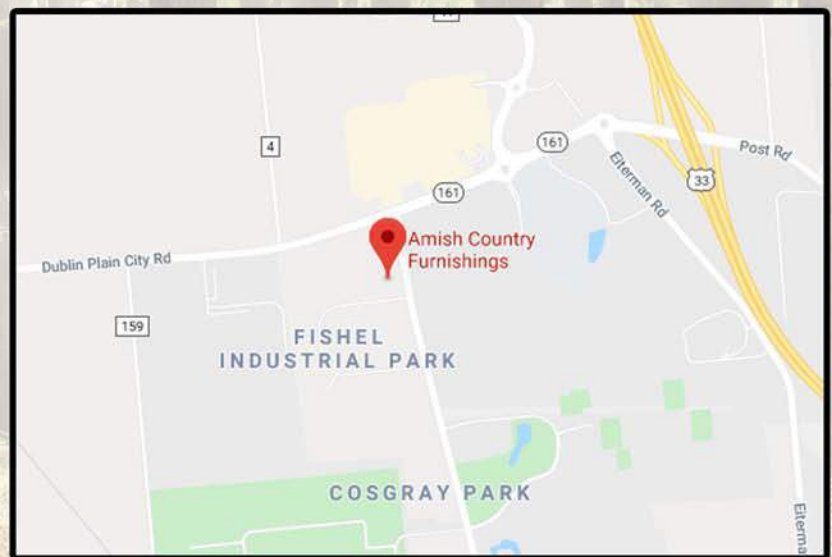 4
161
161
Post Rd
33
Eiterman Rd
Amish Country
Furnishings
Dublin Plain City Rd
159
FISHEL
INDUSTRIAL PARK
COSGRAY PARK
Eiterma